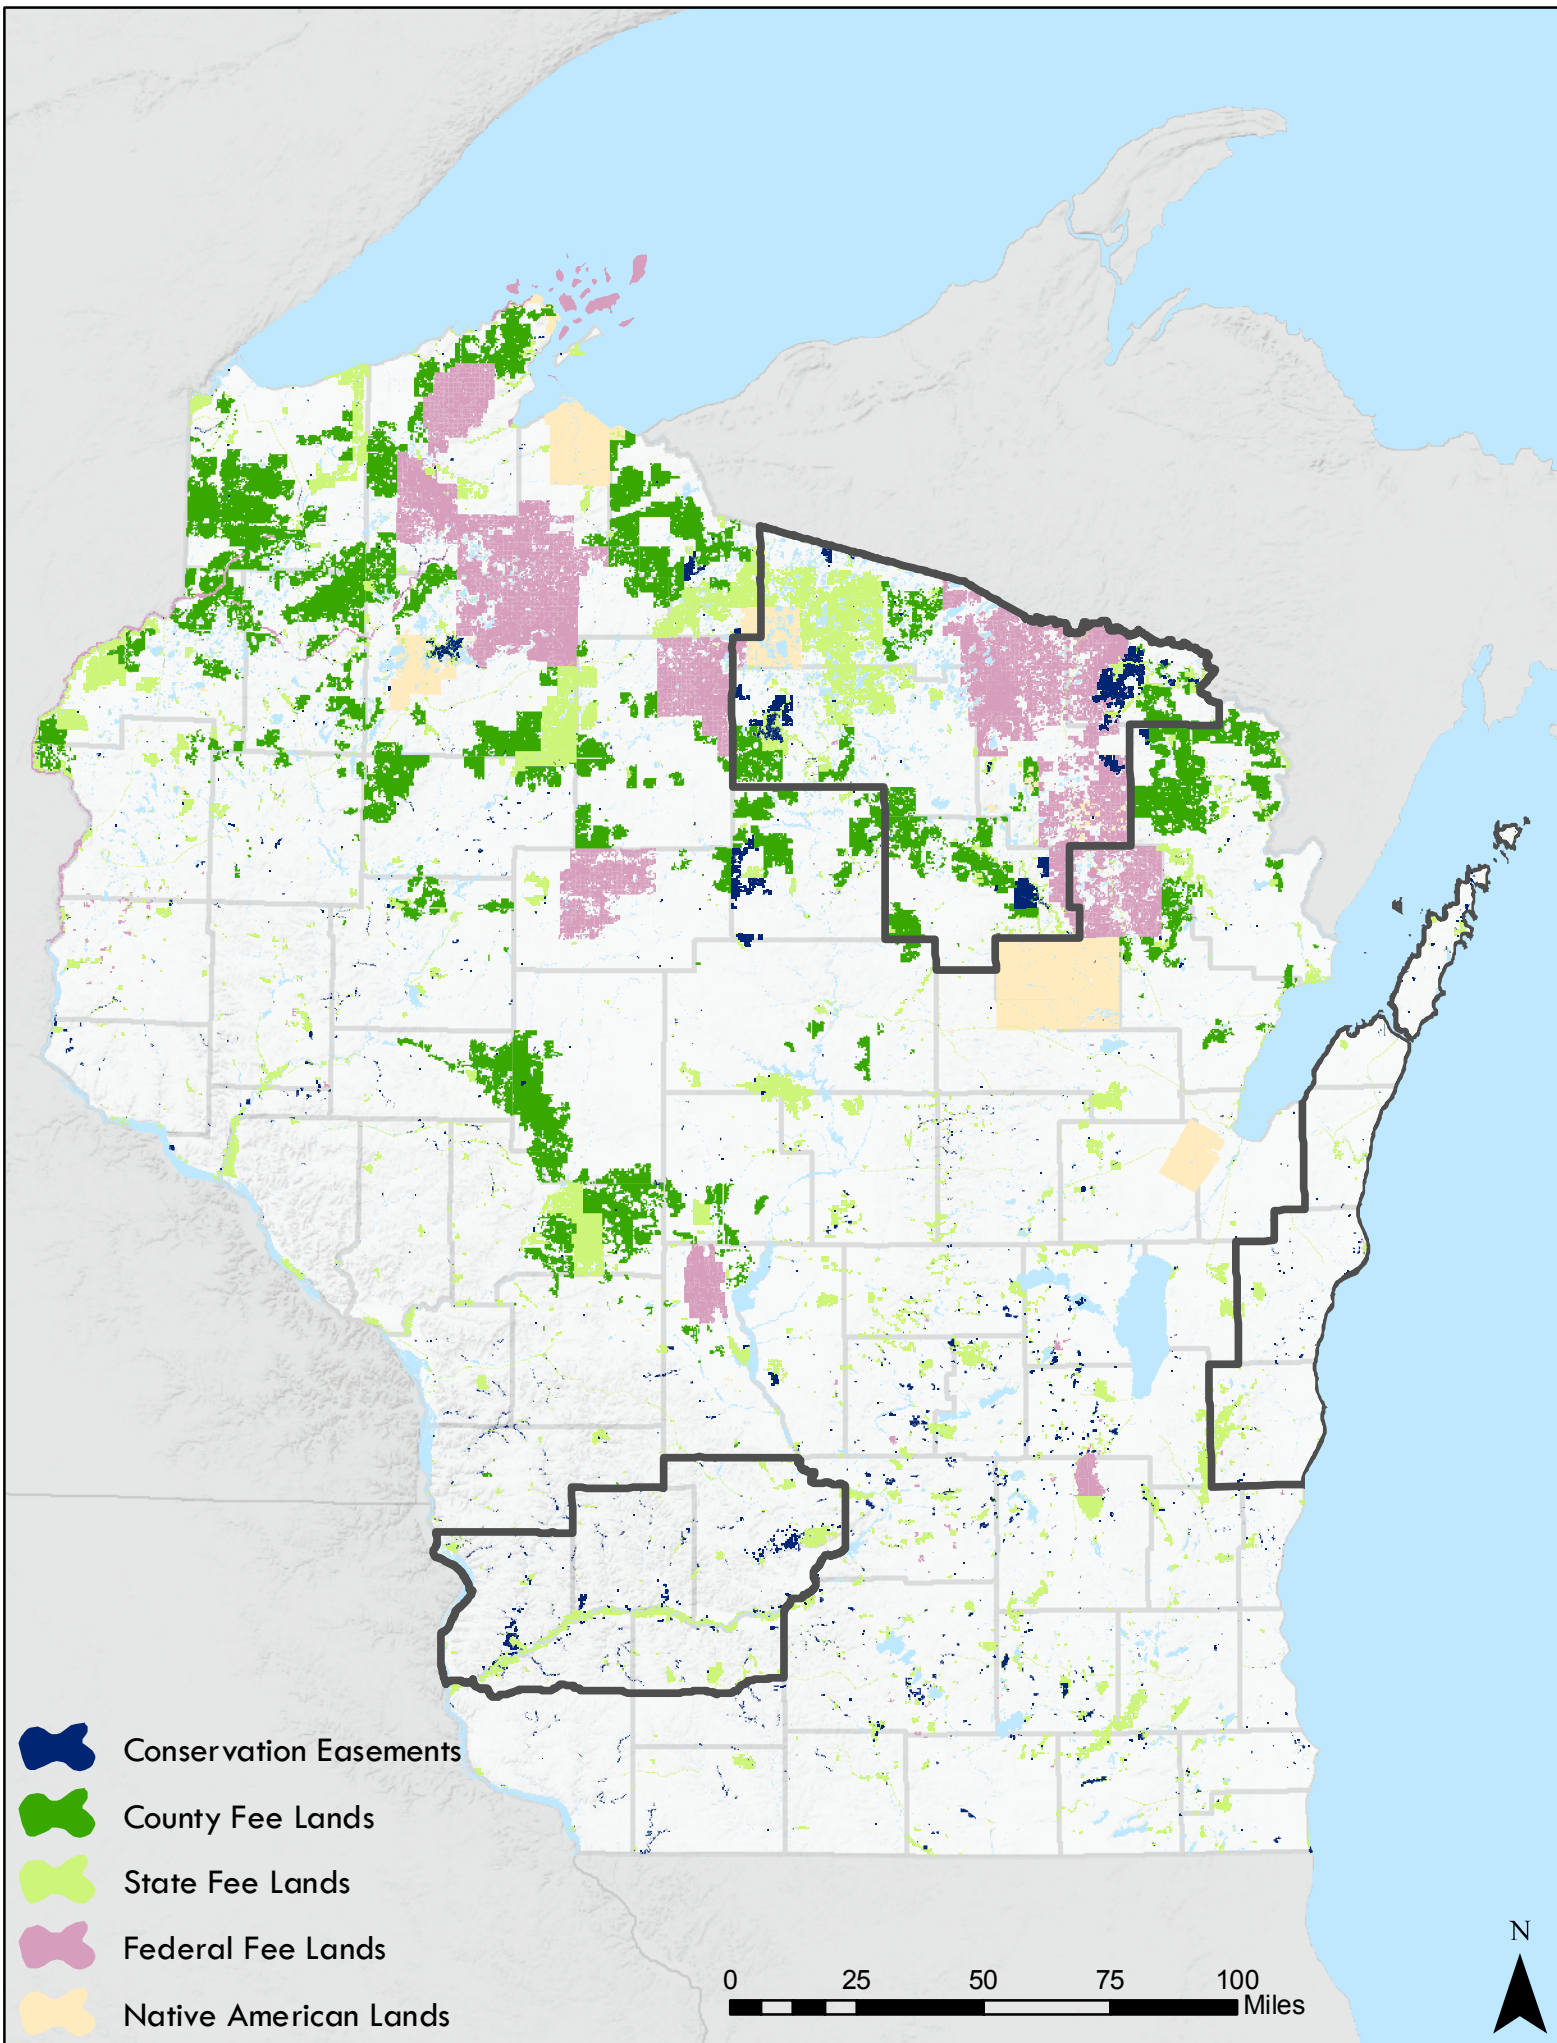 Conservation Easements
County Fee Lands
State Fee Lands
Federal Fee Lands
Native American Lands
0 25 50 75 100
Miles
N